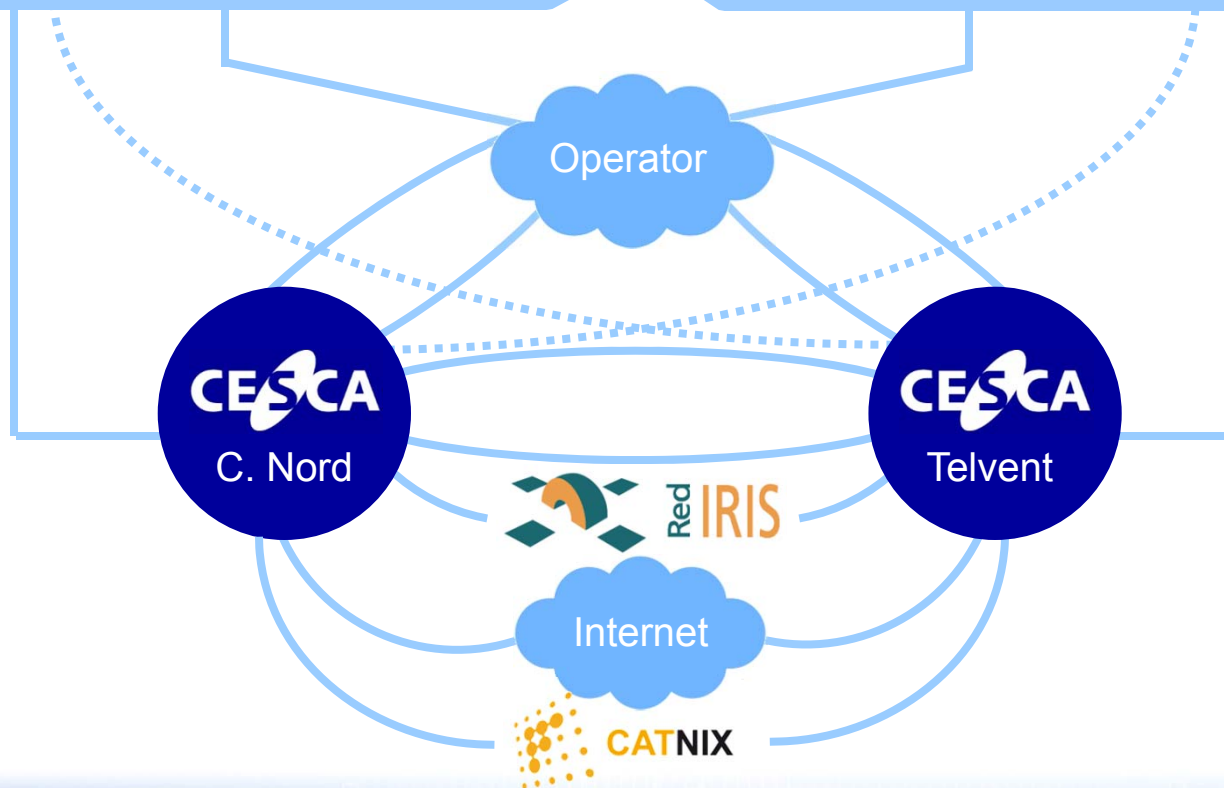 Operator
CESCA
C. Nord
CESCA
Telvent
Red
IRIS
Internet
CATNIX